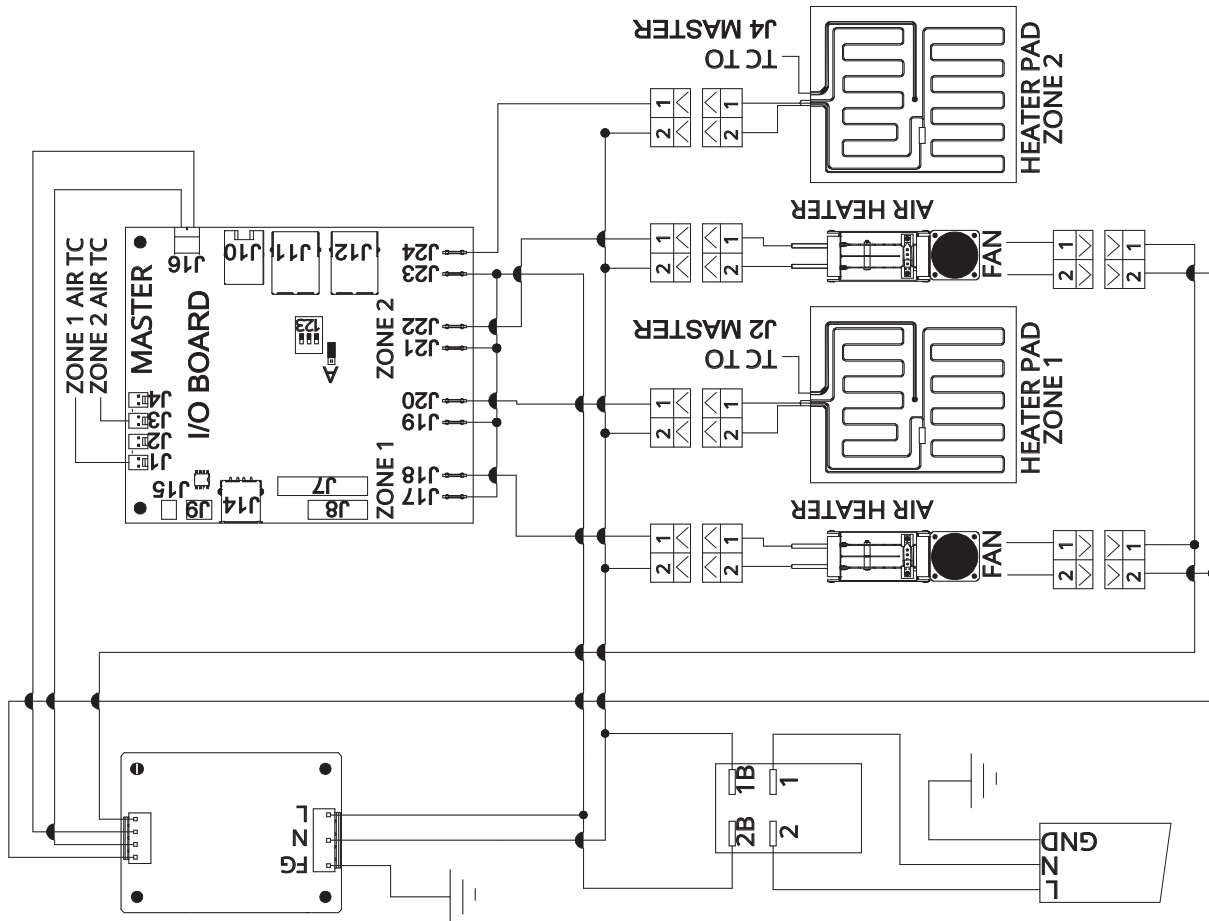 J4 MASTER
TC TO
1
2
1
2
HEATER PAD
ZONE 2
ZONE 1 AIR TC
ZONE 2 AIR TC
MASTER
I/O BOARD
J16
J10
J11
J12
J24
J23
J22
J21
J20
J19
J18
J17
ZONE 2
ZONE 1
123
A
J4
J3
J2
J1
J15
J9
J14
J7
J8
AIR HEATER
1
2
1
2
FAN
1
2
1
2
J2 MASTER
TC TO
1
2
1
2
HEATER PAD
ZONE 1
AIR HEATER
1
2
1
2
FAN
1
2
1
2
L
N
FG
1B
1
2B
2
GND
N
L